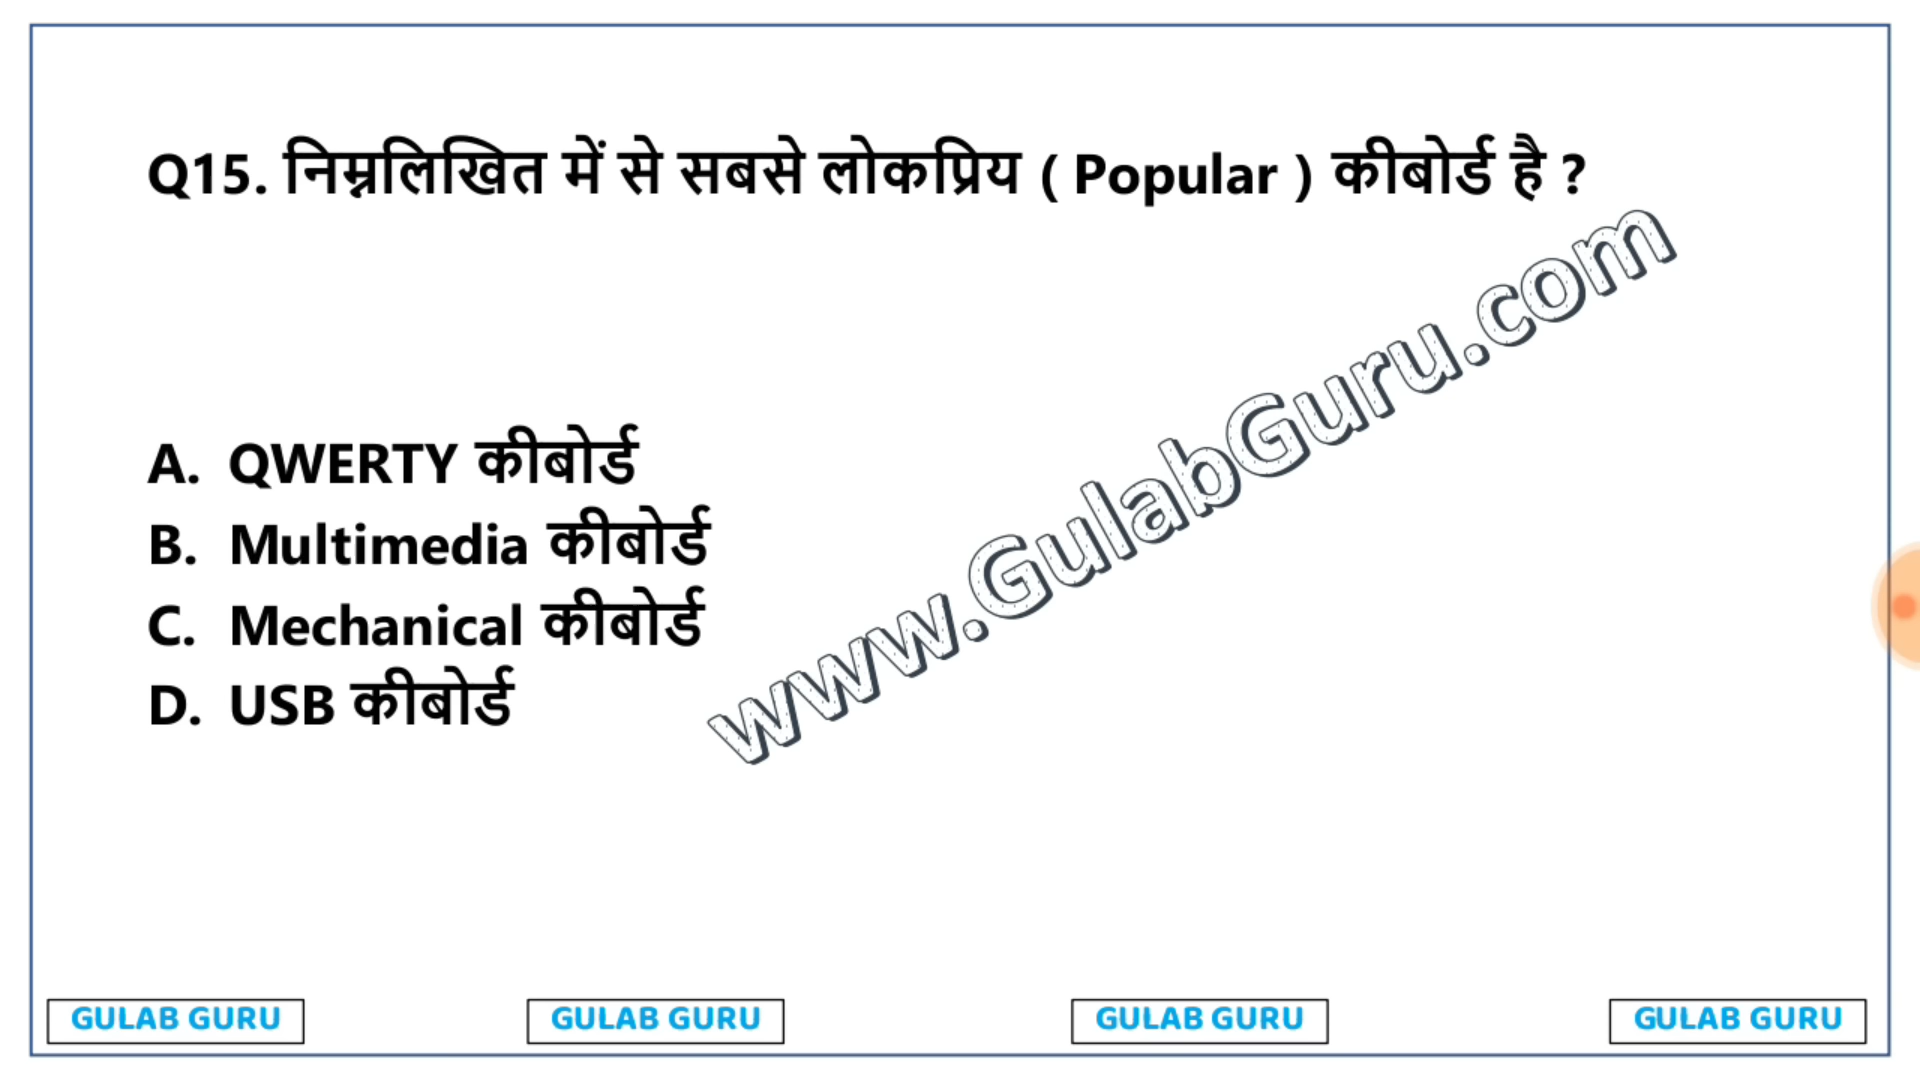 Q15. निम्नलिखित में से सबसे लोकप्रिय ( Popular ) कीबोर्ड है ?
www.GulabGuru.com
A. QWERTY कीबोर्ड
B. Multimedia कीबोर्ड
C. Mechanical कीबोर्ड
D. USB कीबोर्ड
GULAB GURU GULAB GURU GULAB GURU GULAB GURU